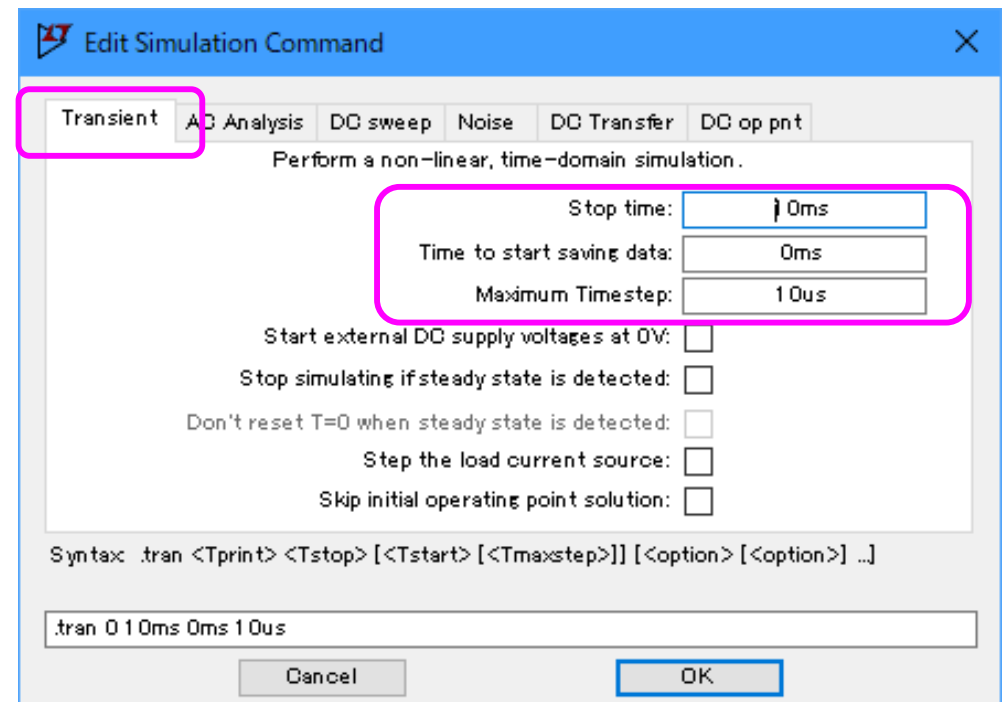 Edit Simulation Command
Transient AC Analysis DC sweep Noise DC Transfer DC op pnt
Perform a non-linear, time-domain simulation.
Stop time: 10ms
Time to start saving data: 0ms
Maximum Timestep: 10us
Start external DC supply voltages at 0V:
Stop simulating if steady state is detected:
Don't reset T=0 when steady state is detected:
Step the load current source:
Skip initial operating point solution:
Syntax: .tran <Tprint> <Tstop> [<Tstart> [<Tmaxstep>]] [<option> [<option>] ...]
.tran 0 10ms 0ms 10us
Cancel OK